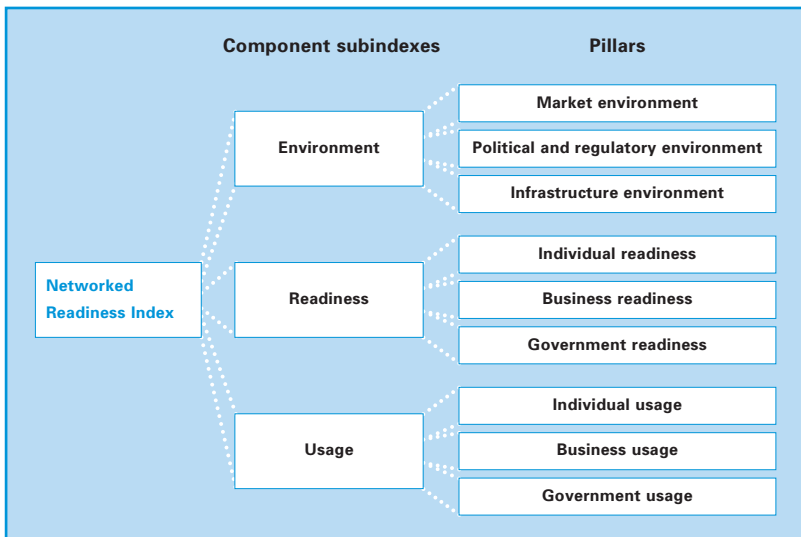 Component subindexes
Pillars
Market environment
Environment
Political and regulatory environment
Infrastructure environment
Networked
Readiness Index
Individual readiness
Readiness
Business readiness
Government readiness
Individual usage
Usage
Business usage
Government usage